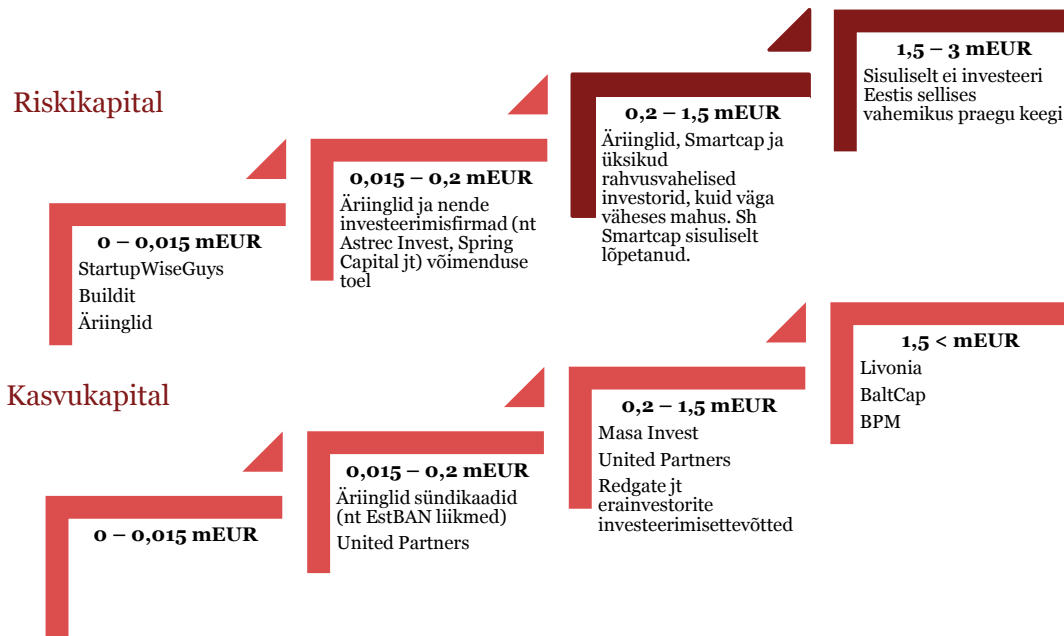 Riskikapital
0 – 0,015 mEUR
StartupWiseGuys
Buildit
Äriinglid
0,015 – 0,2 mEUR
Äriinglid ja nende
investeerimisfirmad (nt
Astrec Invest, Spring
Capital jt) võimenduse
toel
0,2 – 1,5 mEUR
Äriinglid, Smartcap ja
üksikud
rahvusvahelised
investorid, kuid väga
väheses mahus. Sh
Smartcap sisuliselt
lõpetanud.
1,5 – 3 mEUR
Sisuliselt ei investeeri
Eestis sellises
vahemikus praegu keegi
Kasvukapital
0 – 0,015 mEUR
0,015 – 0,2 mEUR
Äriinglid sündikaadid
(nt EstBAN liikmed)
United Partners
0,2 – 1,5 mEUR
Masa Invest
United Partners
Redgate jt
erainvestorite
investeerimisettevõtted
1,5 < mEUR
Livonia
BaltCap
BPM